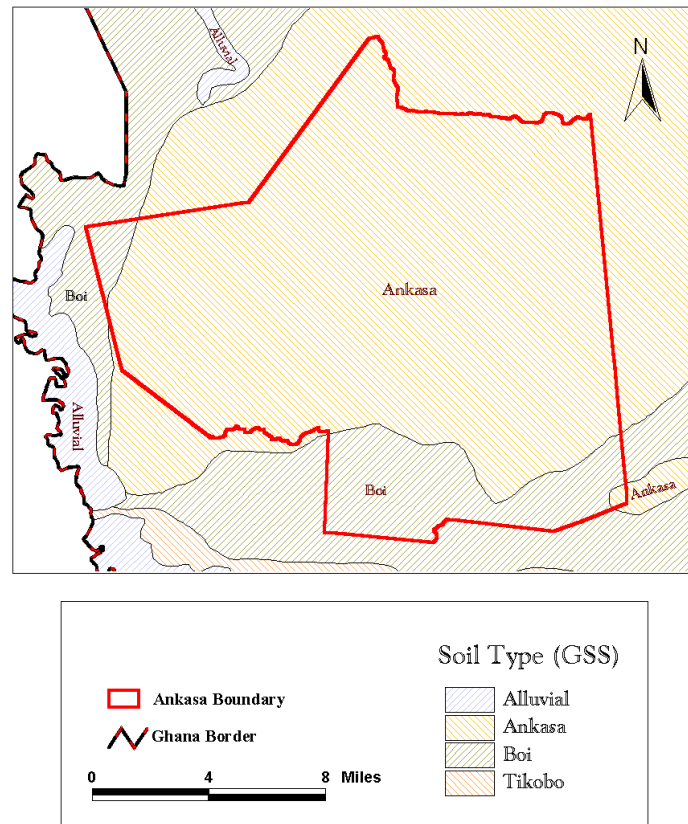 Alluvial
N
Ankasa
Boi
Alluvial
Boi
Ankasa
Soil Type (GSS)
Ankasa Boundary
Ghana Border
0 4 8 Miles
Alluvial
Ankasa
Boi
Tikobo